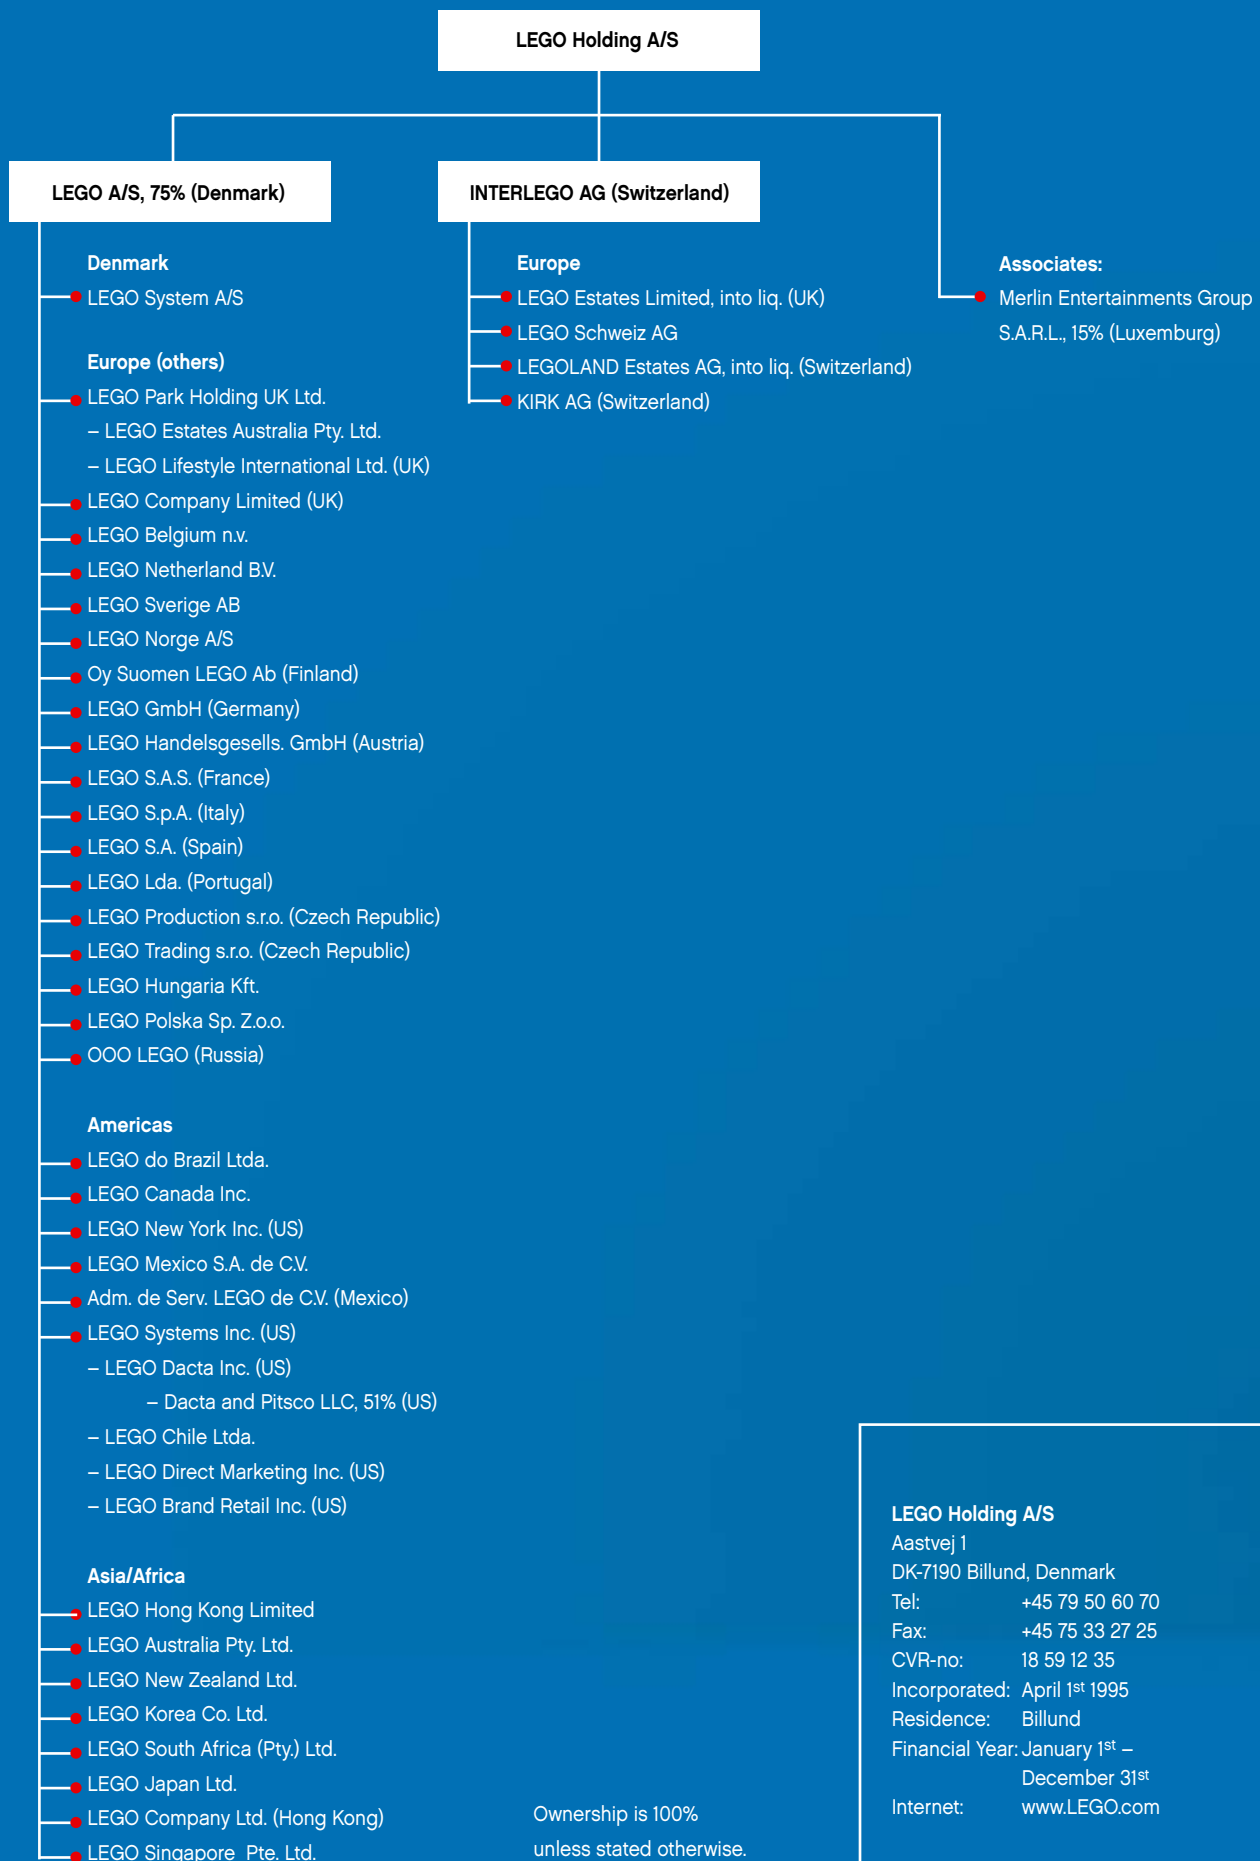 LEGO Holding A/S
LEGO A/S, 75% (Denmark)
Denmark
LEGO System A/S
Europe (others)
LEGO Park Holding UK Ltd.
– LEGO Estates Australia Pty. Ltd.
– LEGO Lifestyle International Ltd. (UK)
LEGO Company Limited (UK)
LEGO Belgium n.v.
LEGO Netherland B.V.
LEGO Sverige AB
LEGO Norge A/S
Oy Suomen LEGO Ab (Finland)
LEGO GmbH (Germany)
LEGO Handelsgesells. GmbH (Austria)
LEGO S.A.S. (France)
LEGO S.p.A. (Italy)
LEGO S.A. (Spain)
LEGO Lda. (Portugal)
LEGO Production s.r.o. (Czech Republic)
LEGO Trading s.r.o. (Czech Republic)
LEGO Hungaria Kft.
LEGO Polska Sp. Z.o.o.
OOO LEGO (Russia)
Americas
LEGO do Brazil Ltda.
LEGO Canada Inc.
LEGO New York Inc. (US)
LEGO Mexico S.A. de C.V.
Adm. de Serv. LEGO de C.V. (Mexico)
LEGO Systems Inc. (US)
– LEGO Dacta Inc. (US)
– Dacta and Pitsco LLC, 51% (US)
– LEGO Chile Ltda.
– LEGO Direct Marketing Inc. (US)
– LEGO Brand Retail Inc. (US)
Asia/Africa
LEGO Hong Kong Limited
LEGO Australia Pty. Ltd.
LEGO New Zealand Ltd.
LEGO Korea Co. Ltd.
LEGO South Africa (Pty.) Ltd.
LEGO Japan Ltd.
LEGO Company Ltd. (Hong Kong)
LEGO Singapore Pte. Ltd.
INTERLEGO AG (Switzerland)
Europe
LEGO Estates Limited, into liq. (UK)
LEGO Schweiz AG
LEGOLAND Estates AG, into liq. (Switzerland)
KIRK AG (Switzerland)
Associates:
Merlin Entertainments Group
S.A.R.L., 15% (Luxemburg)
Ownership is 100%
unless stated otherwise.
LEGO Holding A/S
Aastvej 1
DK-7190 Billund, Denmark
Tel: +45 79 50 60 70
Fax: +45 75 33 27 25
CVR-no: 18 59 12 35
Incorporated: April 1st 1995
Residence: Billund
Financial Year: January 1st –
December 31st
Internet: www.LEGO.com